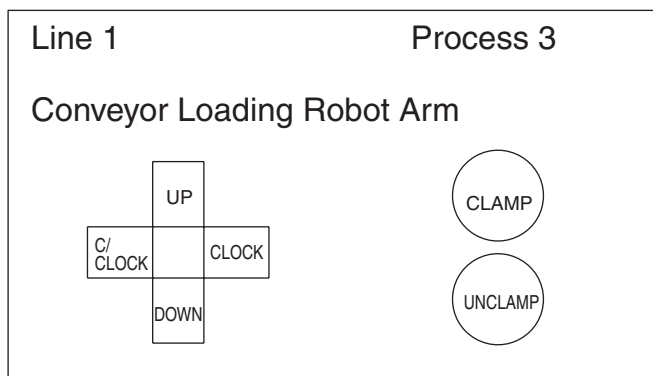 Line 1 Process 3
Conveyor Loading Robot Arm
UP
C/
CLOCK
CLOCK
DOWN
CLAMP
UNCLAMP